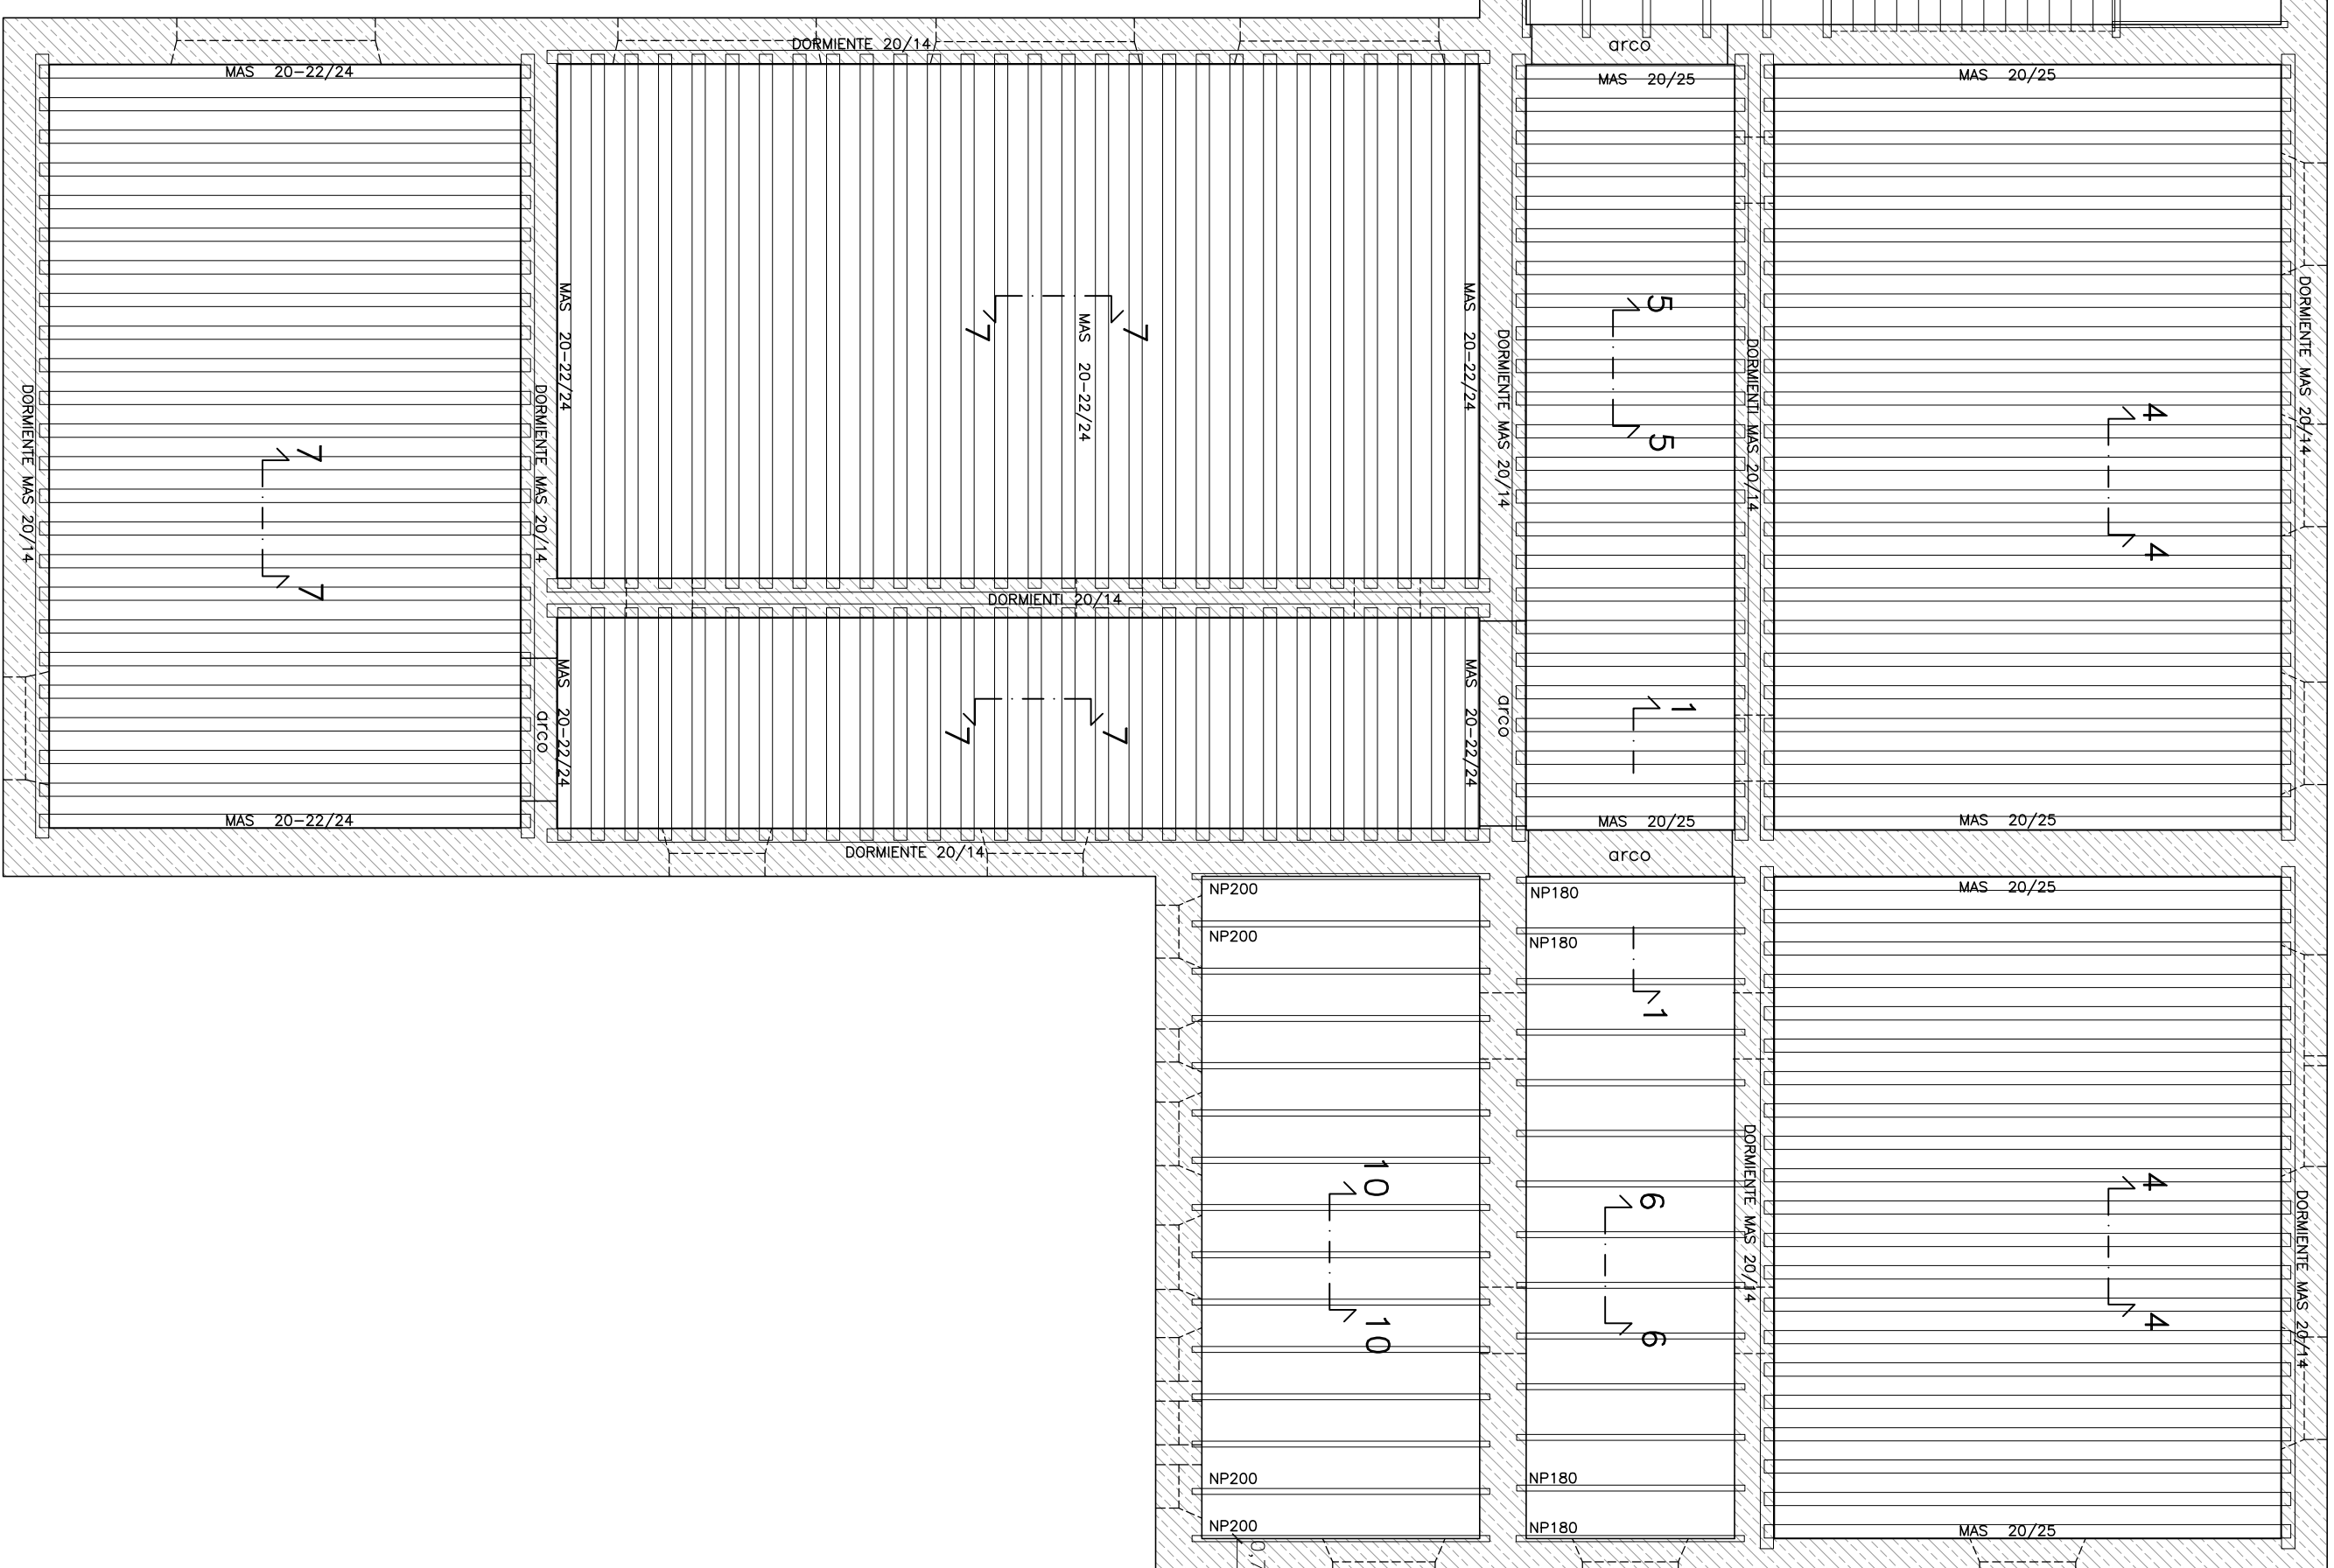 DORMIENTE 20/14
arco
MAS 20-22/24
MAS 20/25
MAS 20/25
DORMIENTE MAS 20/14
DORMIENTE MAS 20/14
MAS 20-22/24
MAS 20-22/24
MAS 20-22/24
DORMIENTE MAS 20/14
DORMIENTI MAS 20/14
DORMIENTE MAS 20/14
7
7
5
5
4
4
7
7
DORMIENTI 20/14
MAS 20-22/24
MAS 20-22/24
arco
arco
7
7
1
MAS 20-22/24
MAS 20/25
MAS 20/25
DORMIENTE 20/14
arco
NP200
NP180
MAS 20/25
NP200
NP180
1
DORMIENTE MAS 20/14
DORMIENTE MAS 20/14
10
10
6
6
4
4
NP200
NP180
NP200
NP180
MAS 20/25